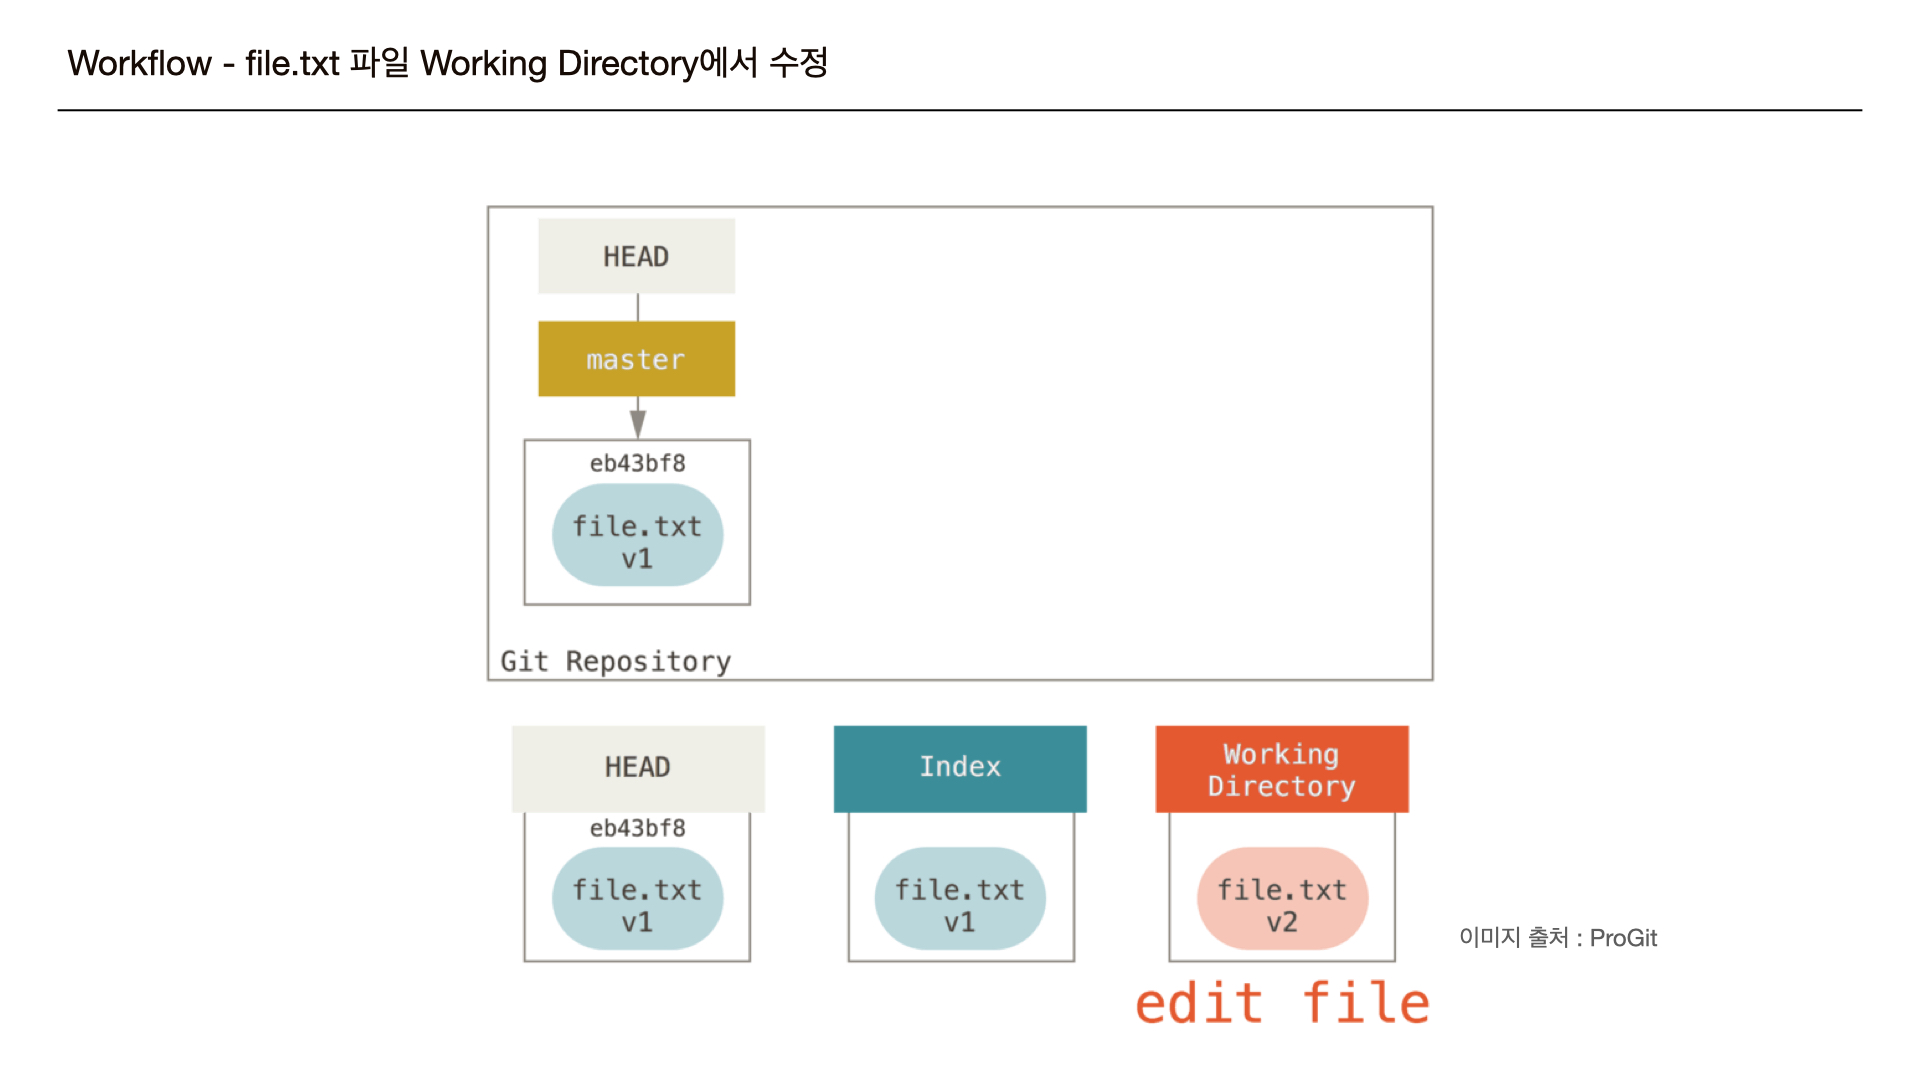 Workflow - file.txt 파일 Working Directory에서 수정
HEAD
master
eb43bf8
file.txt
v1
Git Repository
HEAD
eb43bf8
file.txt
v1
Index
file.txt
v1
Working
Directory
file.txt
v2
edit file
이미지 출처 : ProGit